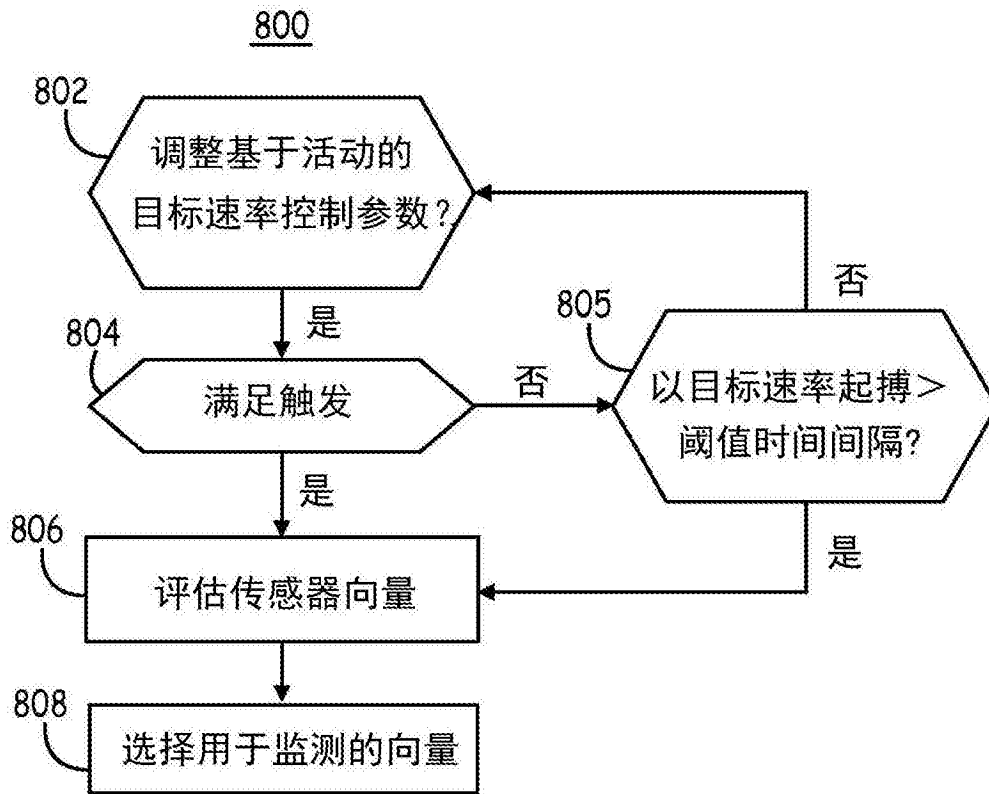 800
802
调整基于活动的
目标速率控制参数?
是
804
满足触发
否
805
以目标速率起搏>
阈值时间间隔?
否
是
是
806
评估传感器向量
808
选择用于监测的向量